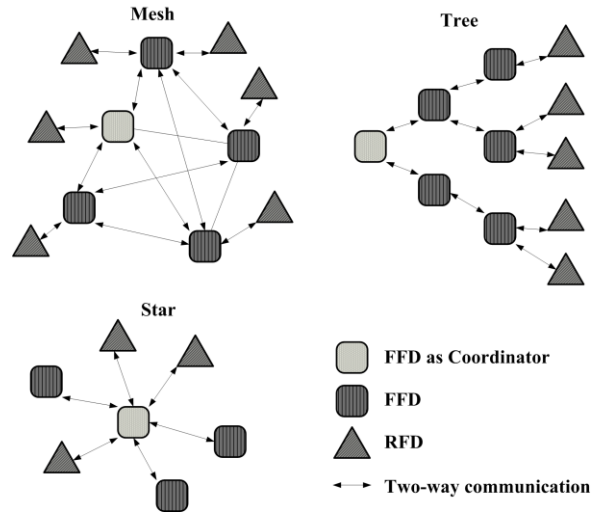 Mesh
Tree
Star
FFD as Coordinator
FFD
RFD
Two-way communication